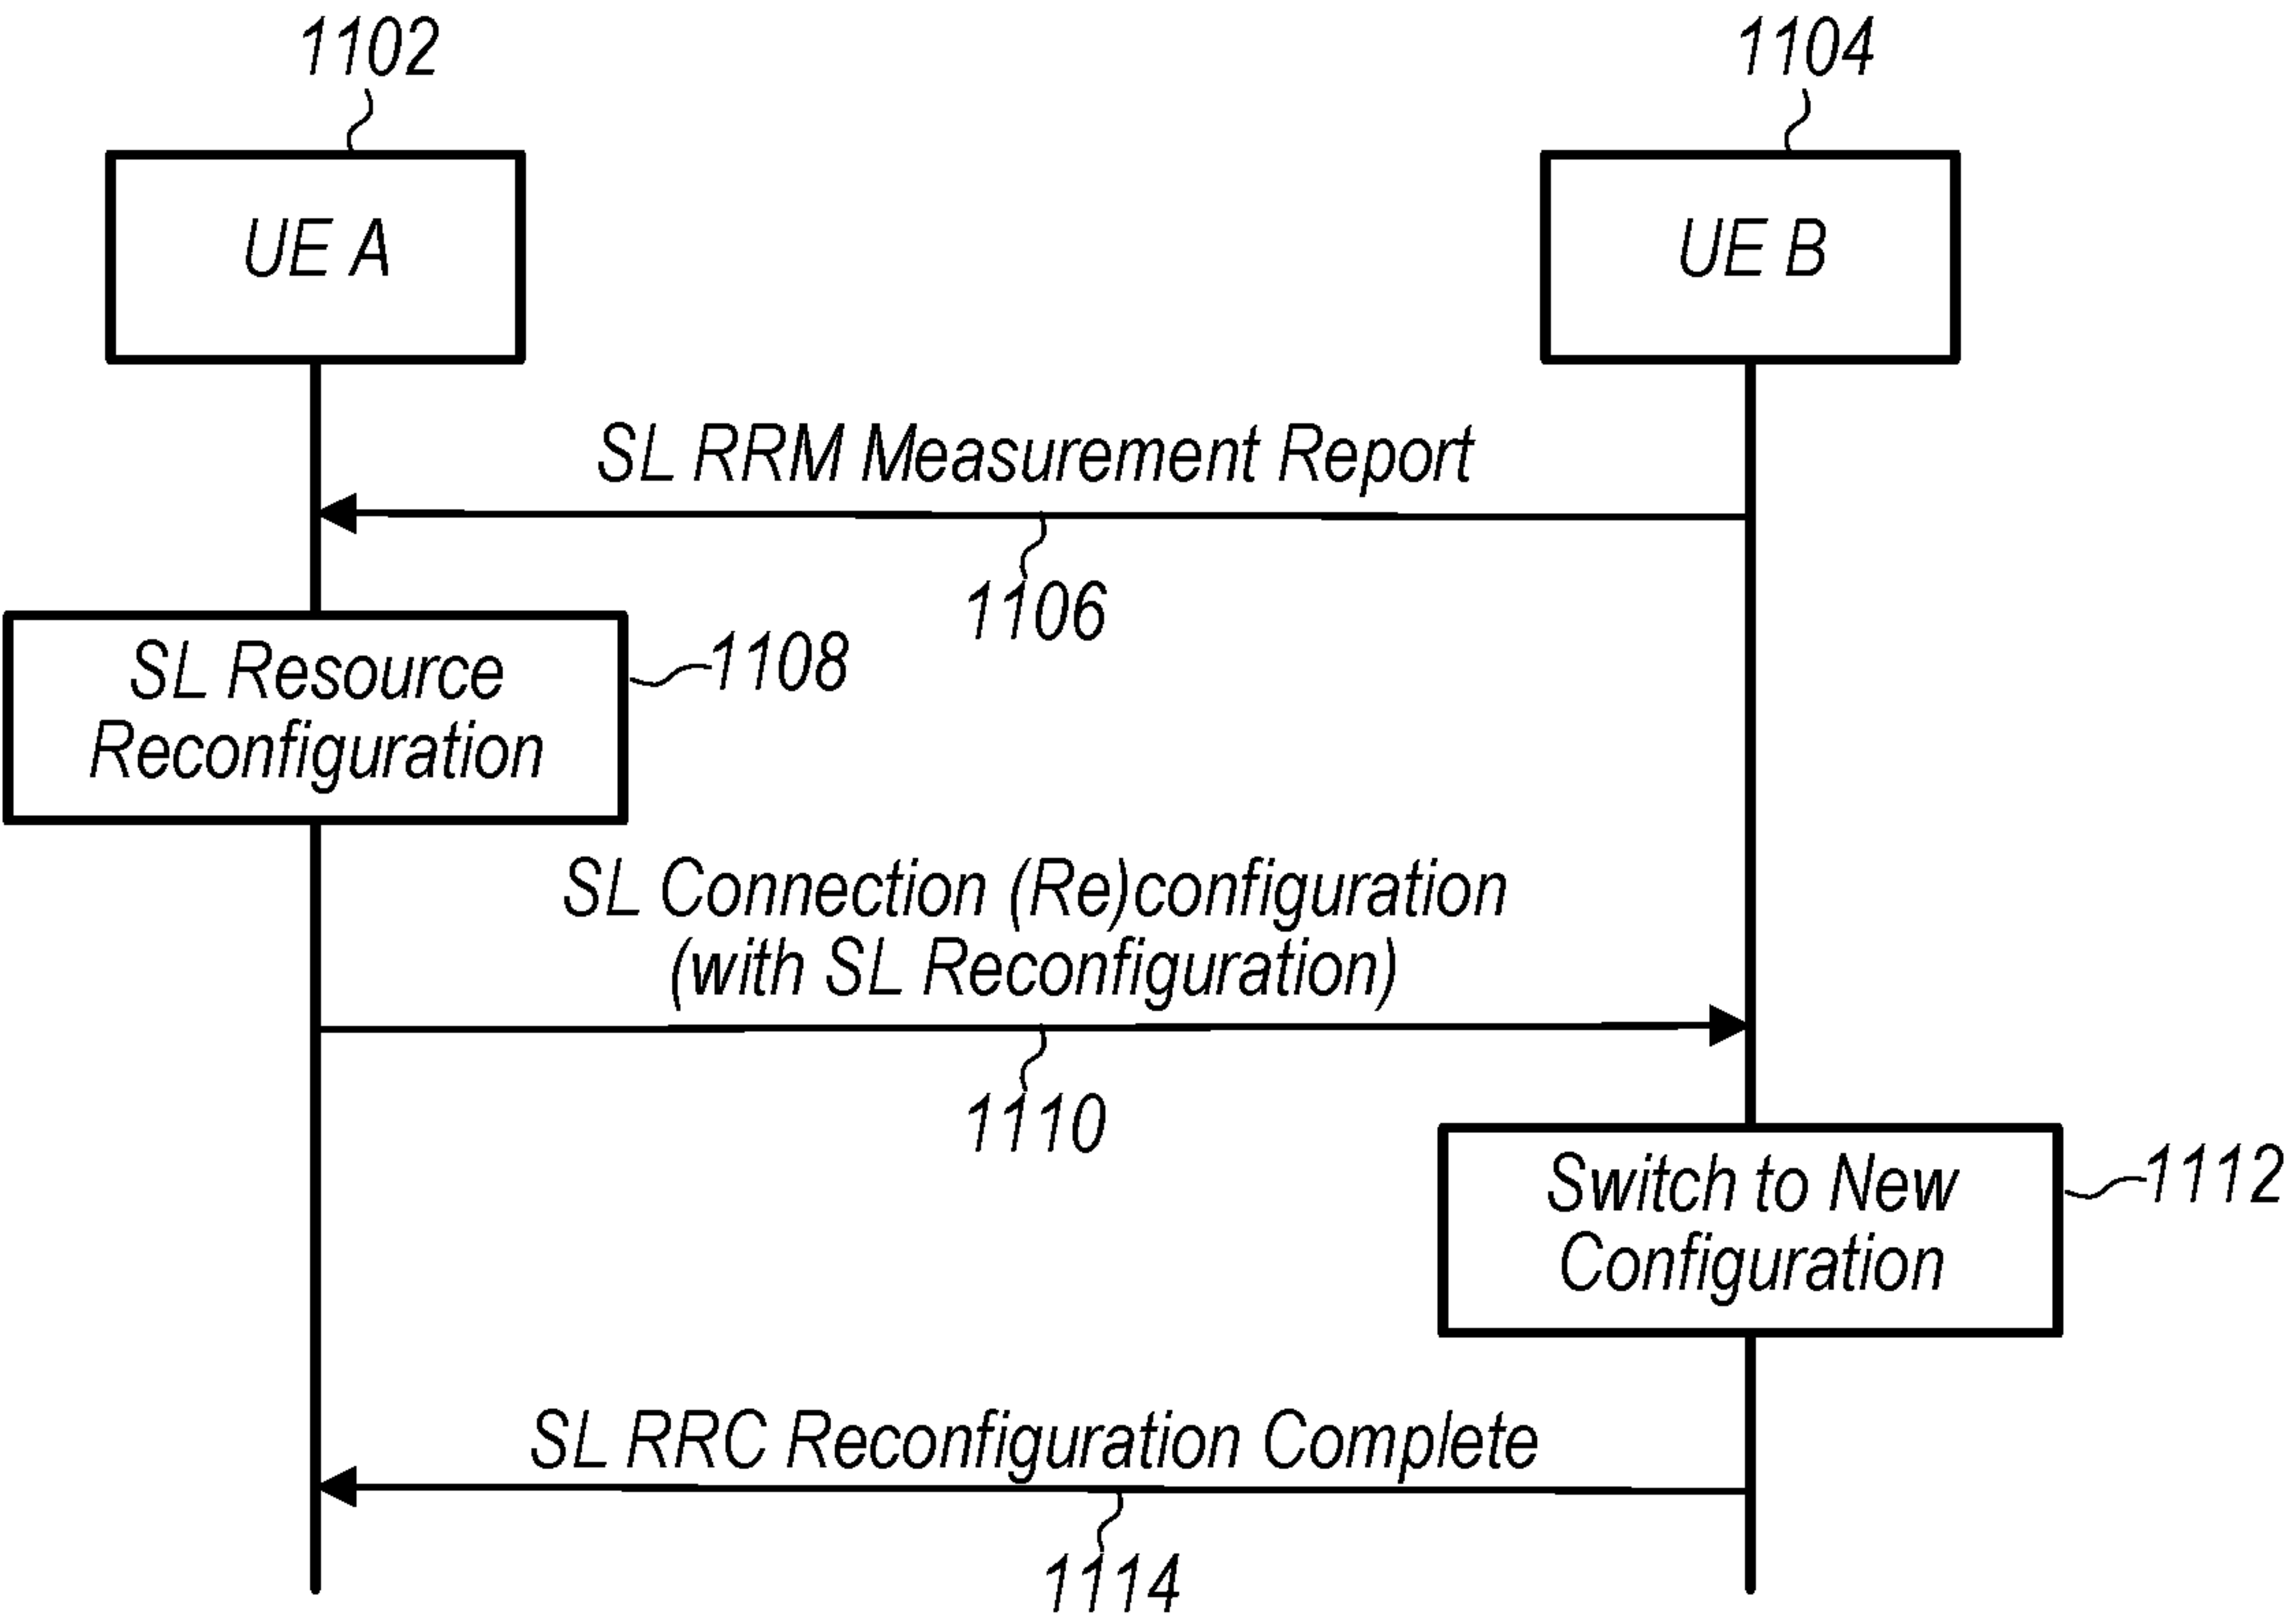 1102
1104
UE A
UE B
SL RRM Measurement Report
1106
SL Resource
Reconfiguration
1108
SL Connection (Re)configuration
(with SL Reconfiguration)
1110
Switch to New
Configuration
1112
SL RRC Reconfiguration Complete
1114